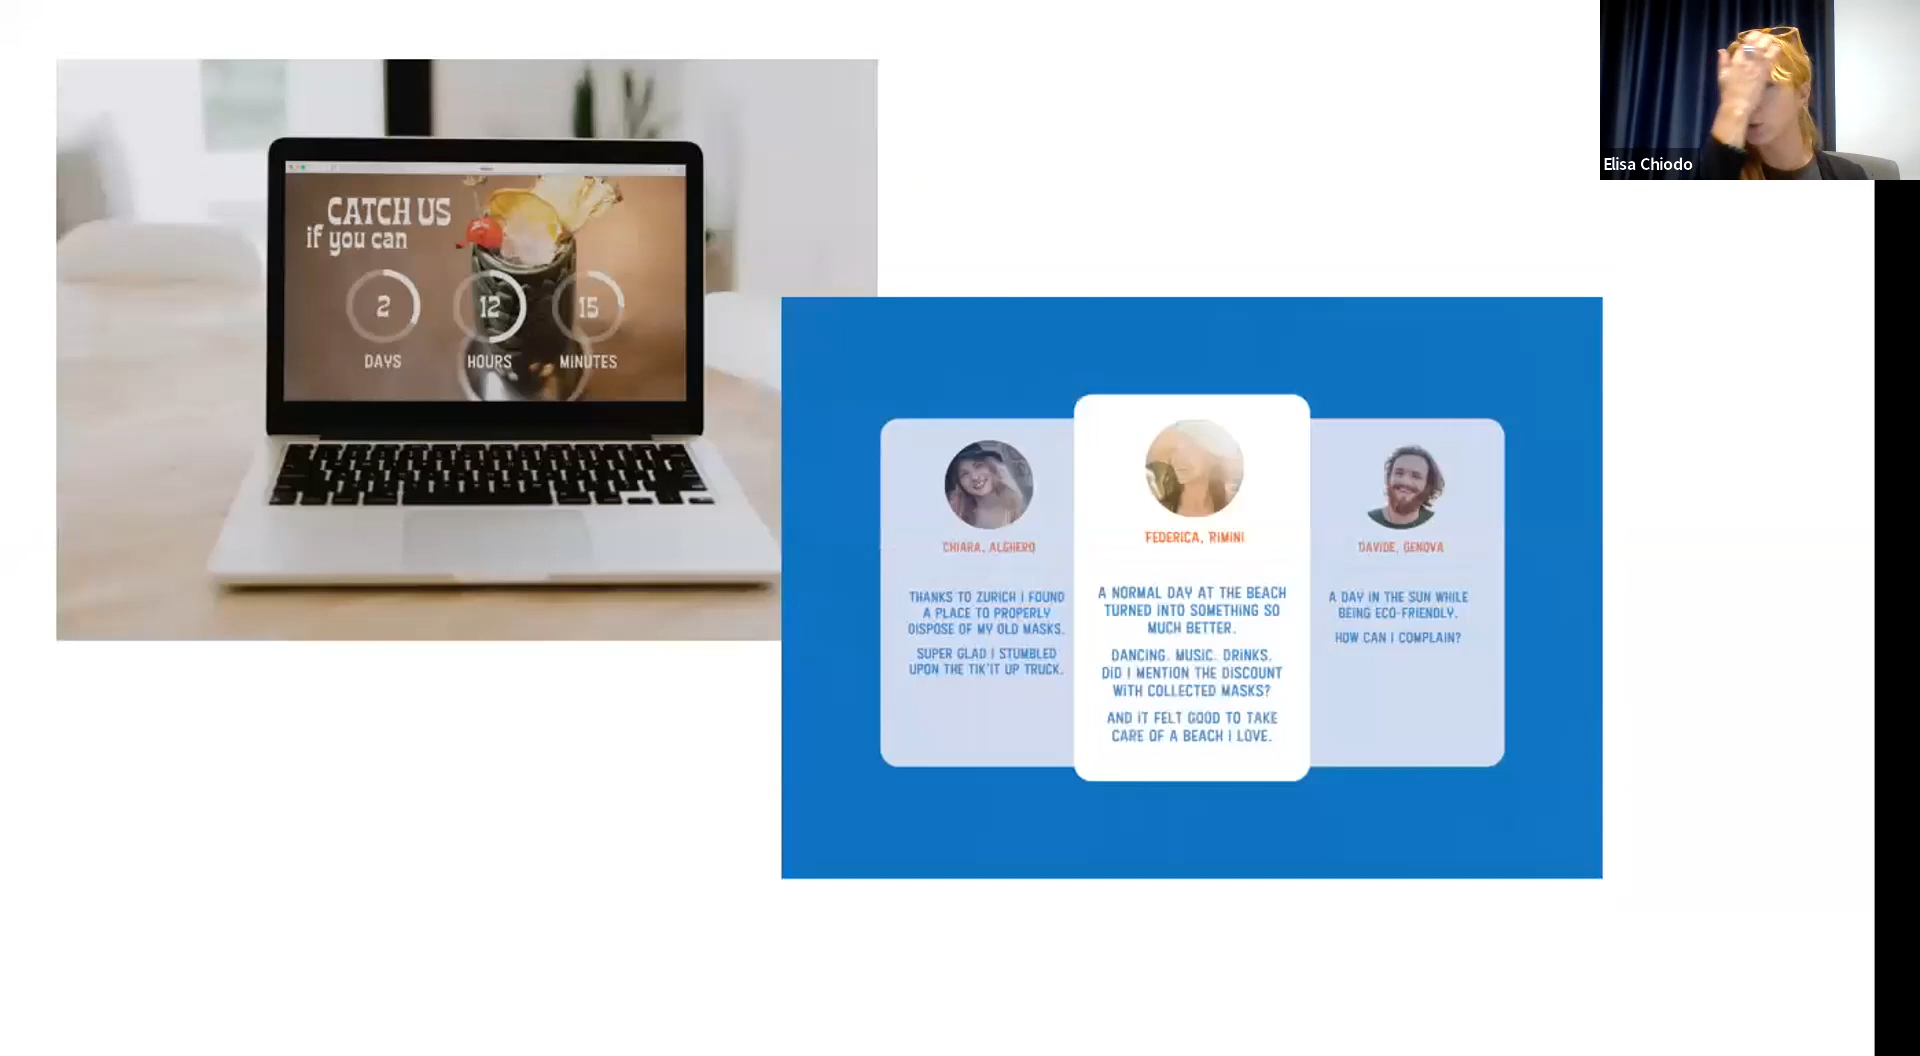 Elisa Chiodo
CATCH US
if you can
2
12
15
DAYS
HOURS
MINUTES
CHIARA, ALGHERO
THANKS TO ZURICH I FOUND
A PLACE TO PROPERLY
DISPOSE OF MY OLD MASKS.
SUPER GLAD I STUMBLED
UPON THE TIK'IT UP TRUCK.
FEDERICA, RIMINI
A NORMAL DAY AT THE BEACH
TURNED INTO SOMETHING SO
MUCH BETTER.
DANCING. MUSIC. DRINKS.
DID I MENTION THE DISCOUNT
WITH COLLECTED MASKS?
AND IT FELT GOOD TO TAKE
CARE OF A BEACH I LOVE.
DAVIDE, GENOVA
A DAY IN THE SUN WHILE
BEING ECO-FRIENDLY.
HOW CAN I COMPLAIN?